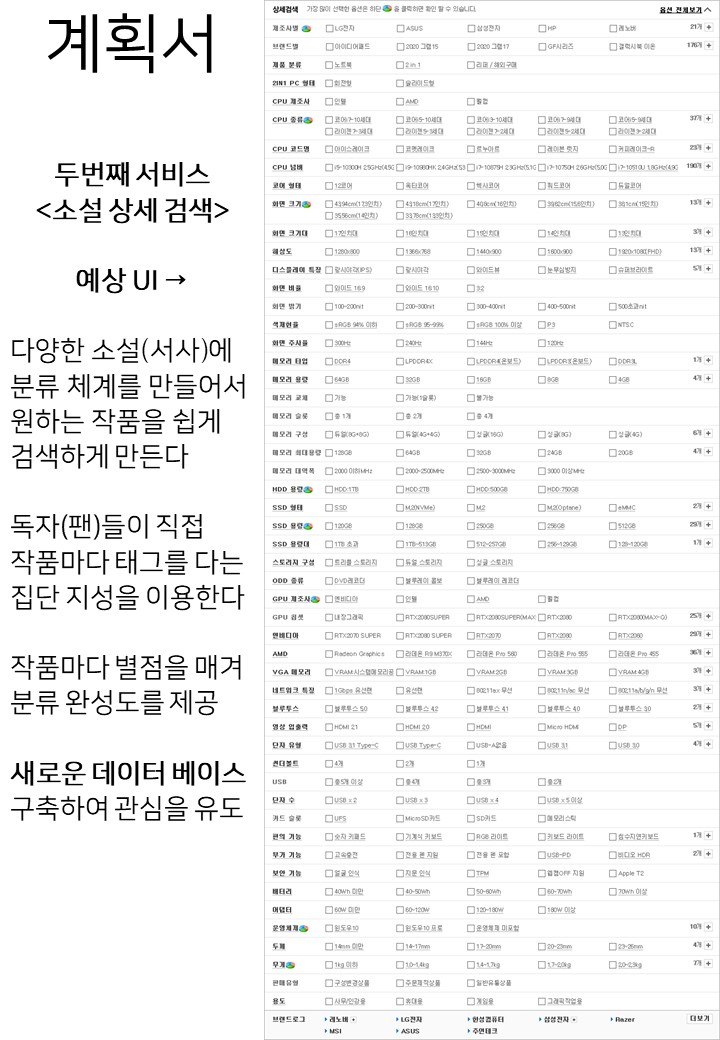 계획서
두번째 서비스
<소설 상세 검색>
예상 UI →
다양한 소설(서사)에
분류 체계를 만들어서
원하는 작품을 쉽게
검색하게 만든다
독자(팬)들이 직접
작품마다 태그를 다는
집단 지성을 이용한다
작품마다 별점을 매겨
분류 완성도를 제공
새로운 데이터 베이스
구축하여 관심을 유도
상세검색 가장 많이 선택한 옵션은 하단 을 클릭하면 확인 할 수 있습니다. 옵션 전체보기
제조사별 LG전자 ASUS 삼성전자 HP 레노버 21개 +
브랜드별 아이디어패드 2020 그램15 2020 그램17 GF시리즈 갤럭시북 이온 176개 +
제품 분류 노트북 2 in 1 리퍼 / 해외구매
2IN1 PC 형태 회전형 슬라이드형
CPU 제조사 인텔 AMD 퀄컴
CPU 종류 코어i7-10세대 코어i5-10세대 코어i3-10세대 코어i7-9세대 코어i5-9세대 37개 +
라이젠7-3세대 라이젠5-3세대 라이젠7-2세대 라이젠5-2세대 라이젠3-2세대
CPU 코드명 아이스레이크 코멧레이크 르누아르 레이븐 릿지 커피레이크-R 23개 +
CPU 넘버 i5-10300H 2.5GHz(4.5G i9-10980HK 2.4GHz(5.3 i7-10875H 2.3GHz(5.1G i7-10750H 2.6GHz(5.0G i7-10510U 1.8GHz(4.9G 190개 +
코어 형태 12코어 옥타코어 헥사코어 쿼드코어 듀얼코어
화면 크기 43.94cm(17.3인치) 43.18cm(17인치) 40.8cm(16인치) 39.62cm(15.6인치) 38.1cm(15인치) 13개 +
35.56cm(14인치) 33.78cm(13.3인치)
화면 크기대 17인치대 16인치대 15인치대 14인치대 13인치대 3개 +
해상도 1280x800 1366x768 1440x900 1600x900 1920x1080(FHD) 13개 +
디스플레이 특징 광시야각(IPS) 광시야각 와이드뷰 눈부심방지 슈퍼브라이트 5개 +
화면 비율 와이드 16:9 와이드 16:10 3:2
화면 밝기 100-200nit 200~300nit 300-400nit 400-500nit 500초과nit
색재현율 sRGB 94% 이하 sRGB 95~99% sRGB 100% 이상 P3 NTSC
화면 주사율 300Hz 240Hz 144Hz 120Hz
메모리 타입 DDR4 LPDDR4X LPDDR4(온보드) LPDDR3(온보드) DDR3L 1개 +
메모리 용량 64GB 32GB 16GB 8GB 4GB 4개 +
메모리 교체 가능 가능(1슬롯) 불가능
메모리 슬롯 총 1개 총 2개 총 4개
메모리 구성 듀얼(8G+8G) 듀얼(4G+4G) 싱글(16G) 싱글(8G) 싱글(4G) 6개 +
메모리 최대용량 128GB 64GB 32GB 24GB 20GB 4개 +
메모리 대역폭 2000 이하MHz 2000~2500MHz 2500~3000MHz 3000 이상MHz
HDD 용량 HDD:1TB HDD:2TB HDD:500GB HDD:750GB
SSD 형태 SSD M.2(NVMe) M.2 M.2(Optane) eMMC 2개 +
SSD 용량 120GB 128GB 250GB 256GB 512GB 29개 +
SSD 용량대 1TB 초과 1TB~513GB 512~257GB 256~129GB 128~120GB 1개 +
스토리지 구성 트리플 스토리지 듀얼 스토리지 싱글 스토리지
ODD 종류 DVD레코더 블루레이 콤보 블루레이 레코더
GPU 제조사 엔비디아 인텔 AMD 퀄컴
GPU 칩셋 내장그래픽 RTX2080SUPER RTX2080SUPER(MAX RTX2080 RTX2080(MAX-Q) 25개 +
엔비디아 RTX2070 SUPER RTX2080 SUPER RTX2070 RTX2080 RTX2060 29개 +
AMD Radeon Graphics 라데온 R9 M370X 라데온 Pro 560 라데온 Pro 555 라데온 Pro 455 36개 +
VGA 메모리 VRAM:시스템메모리공 VRAM:1GB VRAM:2GB VRAM:3GB VRAM:4GB 3개 +
네트워크 특징 1Gbps 유선랜 유선랜 802.11ax 무선 802.11n/ac 무선 802.11a/b/g/n 무선 3개 +
블루투스 블루투스 5.0 블루투스 4.2 블루투스 4.1 블루투스 4.0 블루투스 3.0 2개 +
영상 입출력 HDMI 2.1 HDMI 2.0 HDMI Micro HDMI DP 5개 +
단자 유형 USB 3.1 Type-C USB Type-C USB-A없음 USB 3.1 USB 3.0 4개 +
썬더볼트 4개 2개 1개
USB 총5개 이상 총4개 총3개 총2개
단자 수 USB x 2 USB x 3 USB x 4 USB x 5 이상
카드 슬롯 UFS MicroSD카드 SD카드 메모리스틱
편의 기능 숫자 키패드 기계식 키보드 RGB 라이트 키보드 라이트 침수지연키보드 1개 +
부가 기능 고속충전 전용 펜 지원 전용 펜 포함 USB-PD 비디오 HDR 2개 +
보안 기능 얼굴 인식 지문 인식 TPM 웹캠OFF 지원 Apple T2
배터리 40Wh 미만 40~50Wh 50~60Wh 60~70Wh 70Wh 이상
어댑터 60W 미만 60~120W 120~180W 180W 이상
운영체제 윈도우10 윈도우10 프로 운영체제 미포함 10개 +
두께 14mm 미만 14~17mm 17~20mm 20~23mm 23~26mm 4개 +
무게 1kg 이하 1.0~1.4kg 1.4~1.7kg 1.7~2.0kg 2.0~2.3kg 7개 +
판매유형 구성변경상품 주문제작상품 일반유통상품
용도 사무/인강용 휴대용 게임용 그래픽작업용
브랜드로그 레노버 + LG전자 한성컴퓨터 삼성전자 + Razer 더보기
MSI ASUS 주연테크